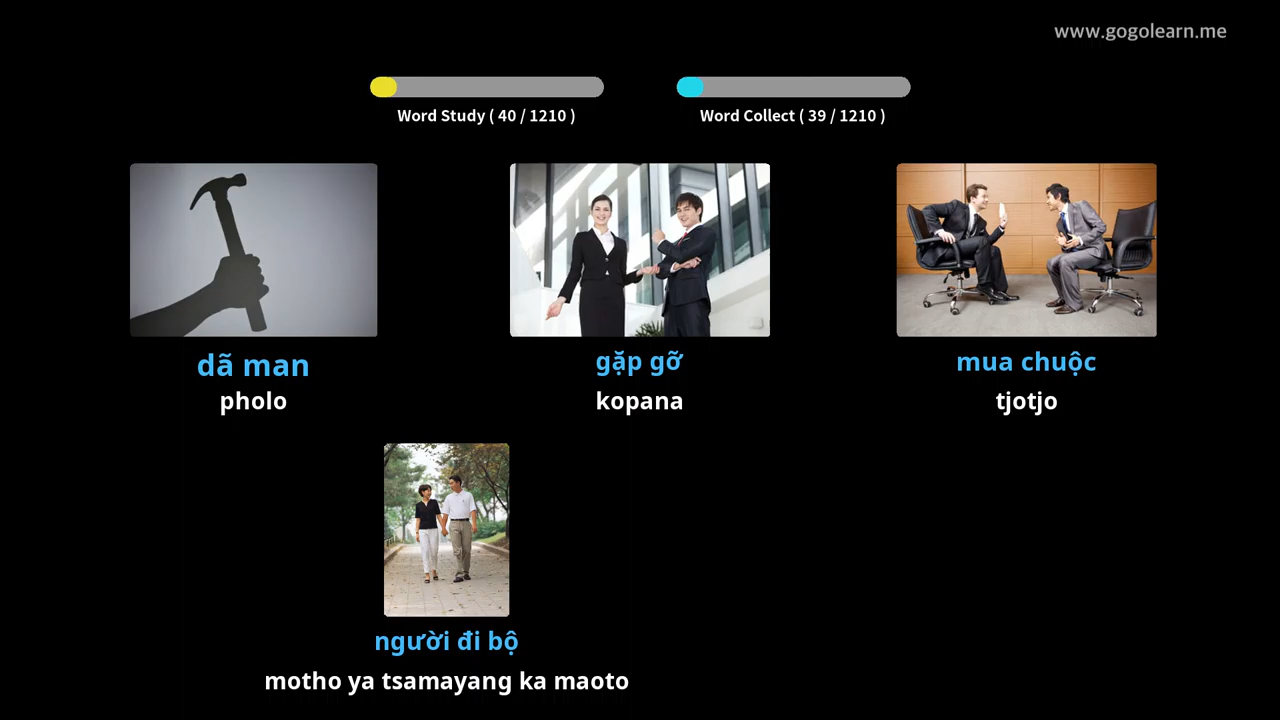 www.gogolearn.me
Word Study ( 40 / 1210 )
Word Collect ( 39 / 1210 )
dã man
pholo
gặp gỡ
kopana
mua chuộc
tjotjo
người đi bộ
motho ya tsamayang ka maoto